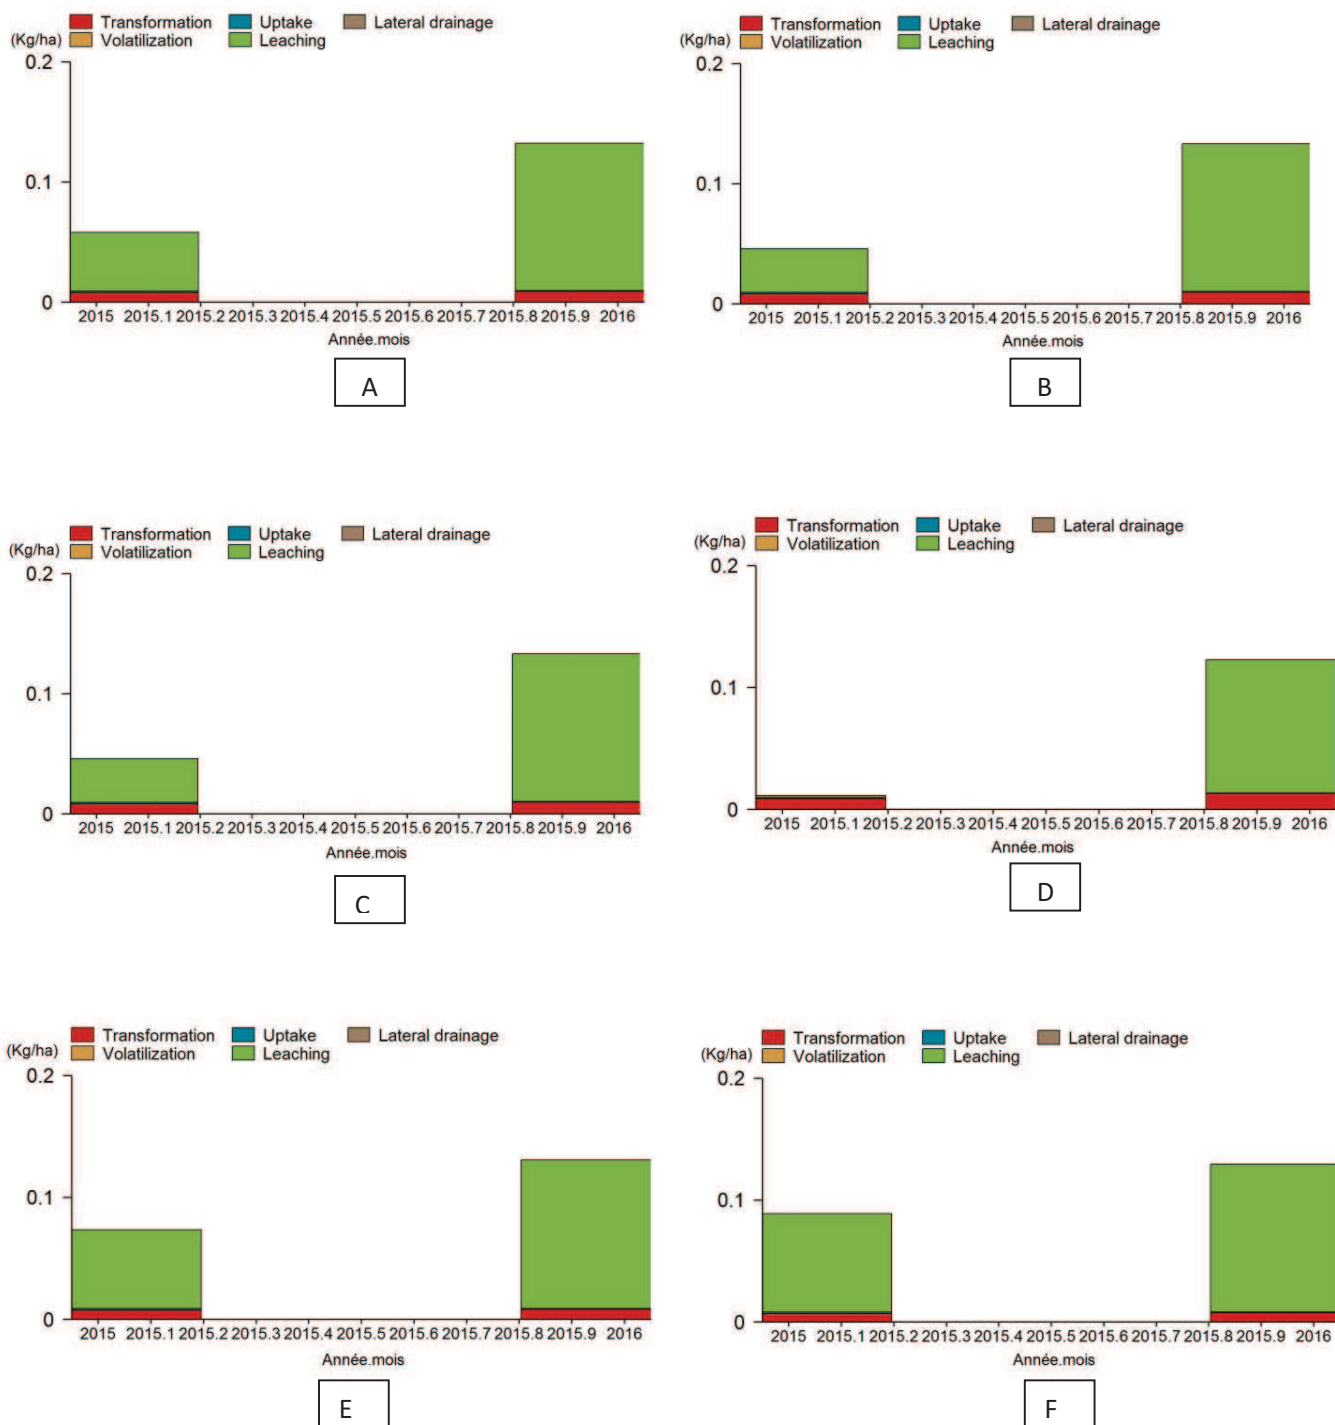 Transformation Uptake Lateral drainage
(Kg/ha) Volatilization Leaching
0.2
0.1
0
2015 2015.1 2015.2 2015.3 2015.4 2015.5 2015.6 2015.7 2015.8 2015.9 2016
Année.mois
A
Transformation Uptake Lateral drainage
(Kg/ha) Volatilization Leaching
0.2
0.1
0
2015 2015.1 2015.2 2015.3 2015.4 2015.5 2015.6 2015.7 2015.8 2015.9 2016
Année.mois
B
Transformation Uptake Lateral drainage
(Kg/ha) Volatilization Leaching
0.2
0.1
0
2015 2015.1 2015.2 2015.3 2015.4 2015.5 2015.6 2015.7 2015.8 2015.9 2016
Année.mois
C
Transformation Uptake Lateral drainage
(Kg/ha) Volatilization Leaching
0.2
0.1
0
2015 2015.1 2015.2 2015.3 2015.4 2015.5 2015.6 2015.7 2015.8 2015.9 2016
Année.mois
D
Transformation Uptake Lateral drainage
(Kg/ha) Volatilization Leaching
0.2
0.1
0
2015 2015.1 2015.2 2015.3 2015.4 2015.5 2015.6 2015.7 2015.8 2015.9 2016
Année.mois
E
Transformation Uptake Lateral drainage
(Kg/ha) Volatilization Leaching
0.2
0.1
0
2015 2015.1 2015.2 2015.3 2015.4 2015.5 2015.6 2015.7 2015.8 2015.9 2016
Année.mois
F